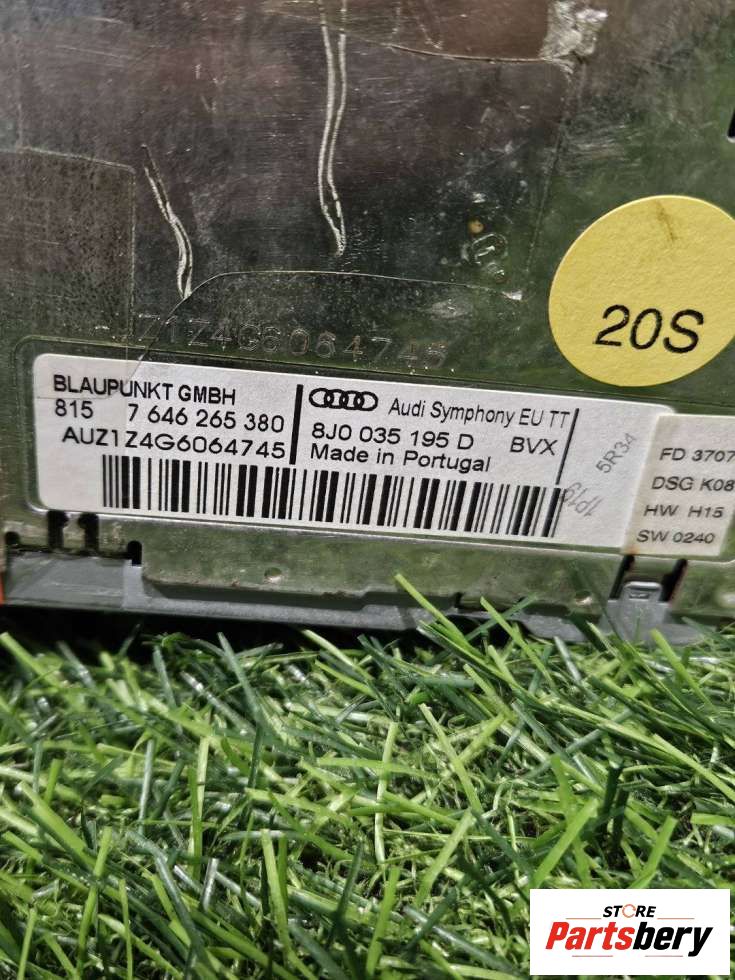 Z1Z4G6064745
20S
BLAUPUNKT GMBH
815 7 646 265 380
AUZ1Z4G6064745
Audi Symphony EU TT
8J0 035 195 D BVX
Made in Portugal
5R34
FD 3707
DSG K08
HW H15
SW 0240
STORE
Partsbery